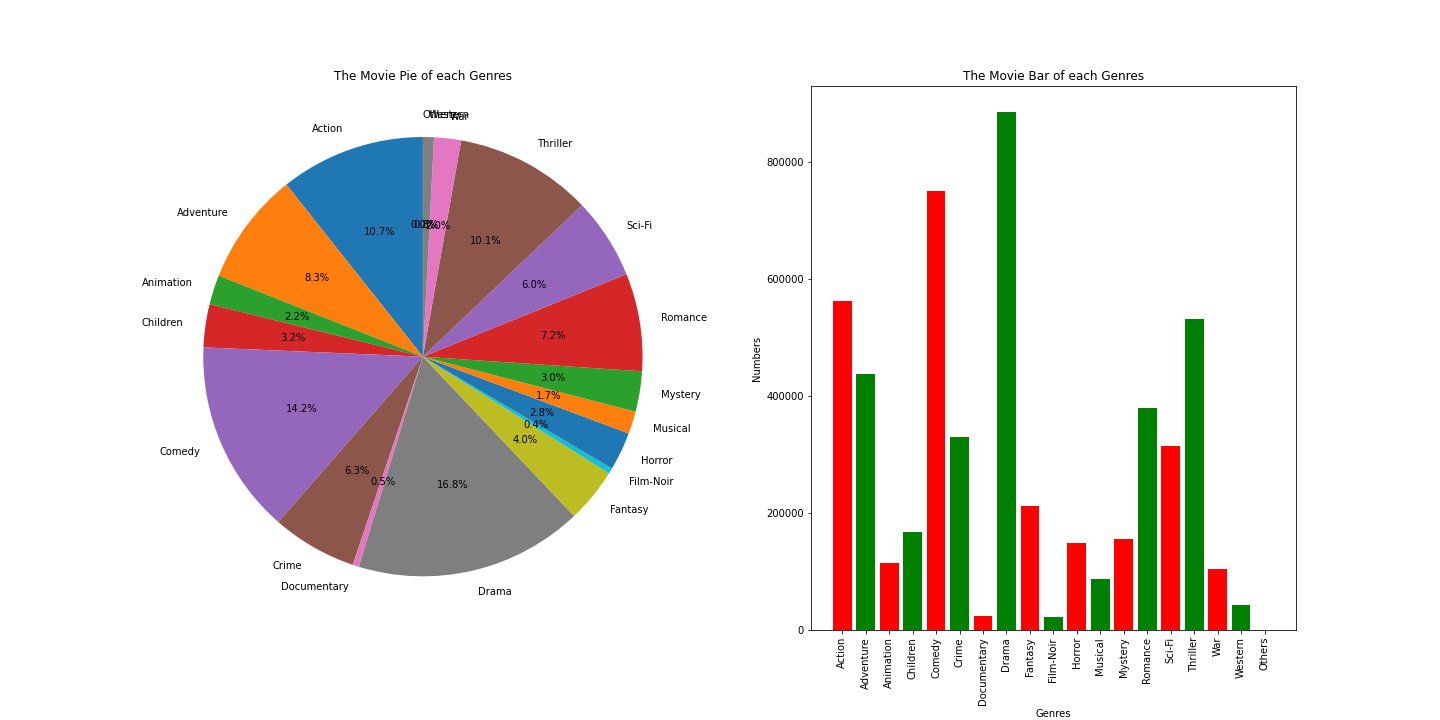 The Movie Pie of each Genres
Action
Adventure
Animation
Children
Comedy
Crime
Documentary
Drama
Fantasy
Film-Noir
Horror
Musical
Mystery
Romance
Sci-Fi
Thriller
War
Western
10.7%
8.3%
2.2%
3.2%
14.2%
6.3%
0.5%
16.8%
4.0%
0.4%
2.8%
1.7%
3.0%
7.2%
6.0%
10.1%
2.0%
The Movie Bar of each Genres
Numbers
800000
600000
400000
200000
0
Action
Adventure
Animation
Children
Comedy
Crime
Documentary
Drama
Fantasy
Film-Noir
Horror
Musical
Mystery
Romance
Sci-Fi
Thriller
War
Western
Others
Genres